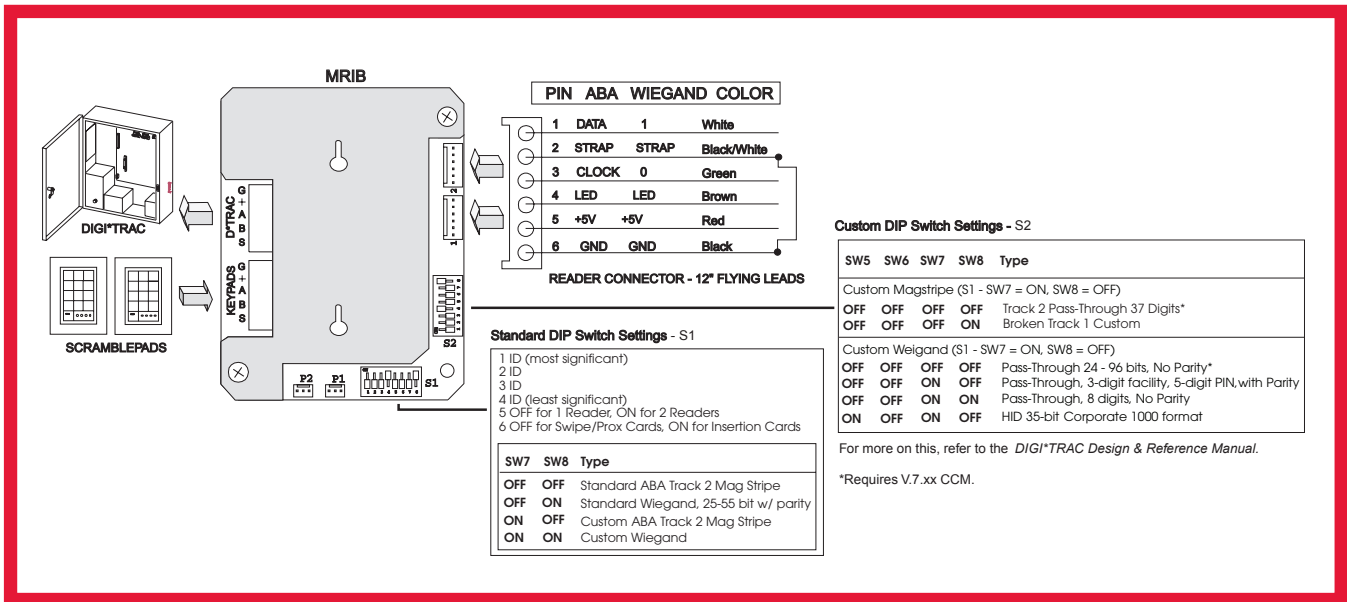 MRIB
DIGI*TRAC
SCRAMBLEPADS
D*TRAC
G
+
A
B
S
KEYPADS
G
+
A
B
S
2
1
S2
P2 P1
S1
1 2 3 4 5 6 7 8
PIN ABA WIEGAND COLOR
1 DATA 1 White
2 STRAP STRAP Black/White
3 CLOCK 0 Green
4 LED LED Brown
5 +5V +5V Red
6 GND GND Black
READER CONNECTOR - 12" FLYING LEADS
Standard DIP Switch Settings - S1
1 ID (most significant)
2 ID
3 ID
4 ID (least significant)
5 OFF for 1 Reader, ON for 2 Readers
6 OFF for Swipe/Prox Cards, ON for Insertion Cards
SW7 SW8 Type
OFF OFF Standard ABA Track 2 Mag Stripe
OFF ON Standard Wiegand, 25-55 bit w/ parity
ON OFF Custom ABA Track 2 Mag Stripe
ON ON Custom Wiegand
Custom DIP Switch Settings - S2
SW5 SW6 SW7 SW8 Type
Custom Magstripe (S1 - SW7 = ON, SW8 = OFF)
OFF OFF OFF OFF Track 2 Pass-Through 37 Digits*
OFF OFF OFF ON Broken Track 1 Custom
Custom Weigand (S1 - SW7 = ON, SW8 = OFF)
OFF OFF OFF OFF Pass-Through 24 - 96 bits, No Parity*
OFF OFF ON OFF Pass-Through, 3-digit facility, 5-digit PIN, with Parity
OFF OFF ON ON Pass-Through, 8 digits, No Parity
ON OFF ON OFF HID 35-bit Corporate 1000 format
For more on this, refer to the DIGI*TRAC Design & Reference Manual.
*Requires V.7.xx CCM.